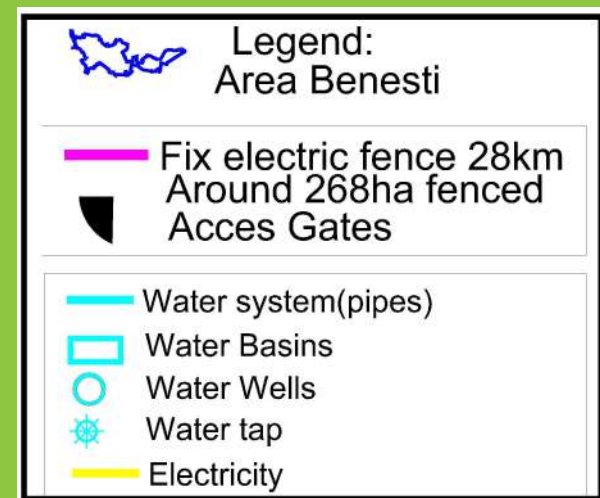 Legend:
Area Benesti
Fix electric fence 28km
Around 268ha fenced
Acces Gates
Water system(pipes)
Water Basins
Water Wells
Water tap
Electricity